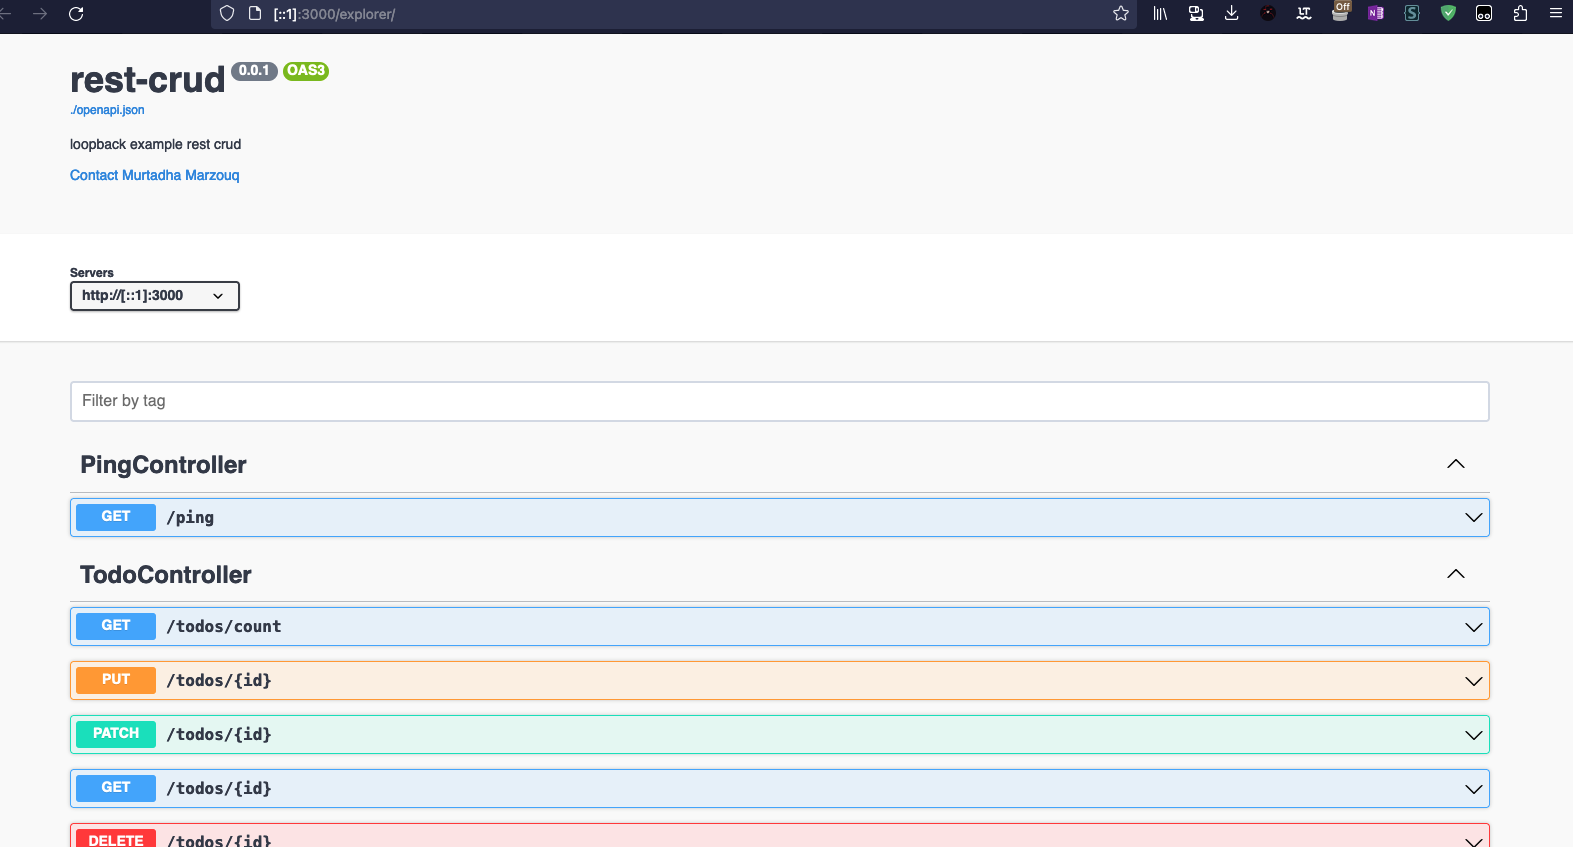 [::1]:3000/explorer/
Off
N
S
rest-crud 0.0.1 OAS3
./openapi.json
loopback example rest crud
Contact Murtadha Marzouq
Servers
http://[::1]:3000
Filter by tag
PingController
GET /ping
TodoController
GET /todos/count
PUT /todos/{id}
PATCH /todos/{id}
GET /todos/{id}
DELETE /todos/{id}